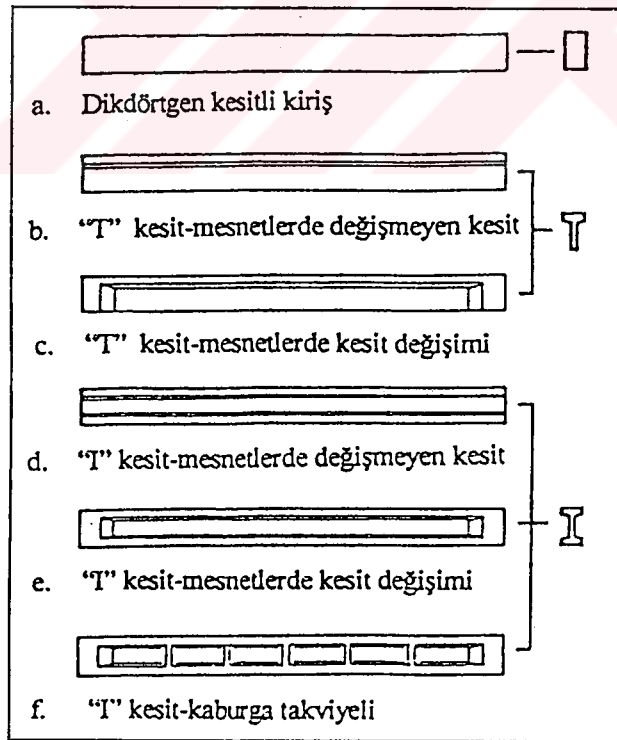 a. Dikdörtgen kesitli kiriş
b. “T” kesit-mesnetlerde değişmeyen kesit
c. “T” kesit-mesnetlerde kesit değişimi
d. “I” kesit-mesnetlerde değişmeyen kesit
e. “I” kesit-mesnetlerde kesit değişimi
f. “I” kesit-kaburga takviyeli